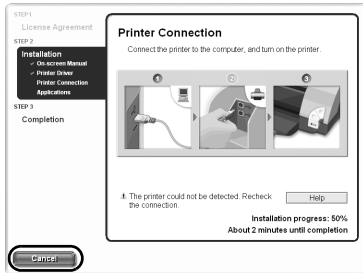 STEP 1
License Agreement
STEP 2
Installation
✓ On-screen Manual
✓ Printer Driver
Printer Connection
Applications
STEP 3
Completion
Printer Connection
Connect the printer to the computer, and turn on the printer.
1
2
3
The printer could not be detected. Recheck
the connection.
Help
Installation progress: 50%
About 2 minutes until completion
Cancel